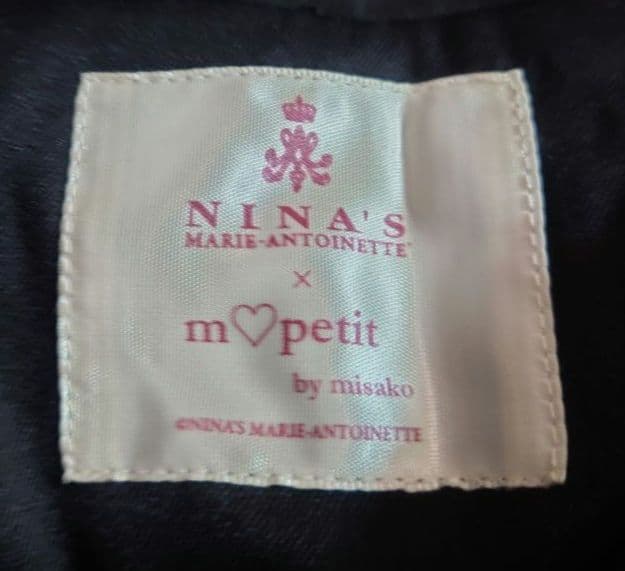 NINA'S
MARIE-ANTOINETTE
×
m♡petit
by misako
©NINA'S MARIE-ANTOINETTE